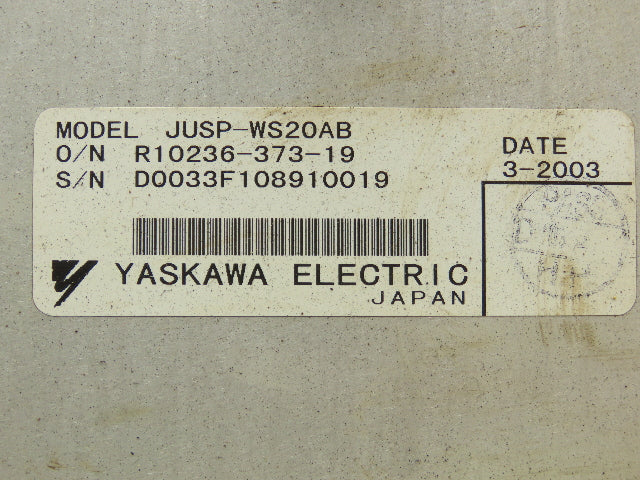 MODEL JUSP-WS20AB
O/N R10236-373-19
S/N D0033F108910019
DATE
3-2003
YASKAWA ELECTRIC
JAPAN